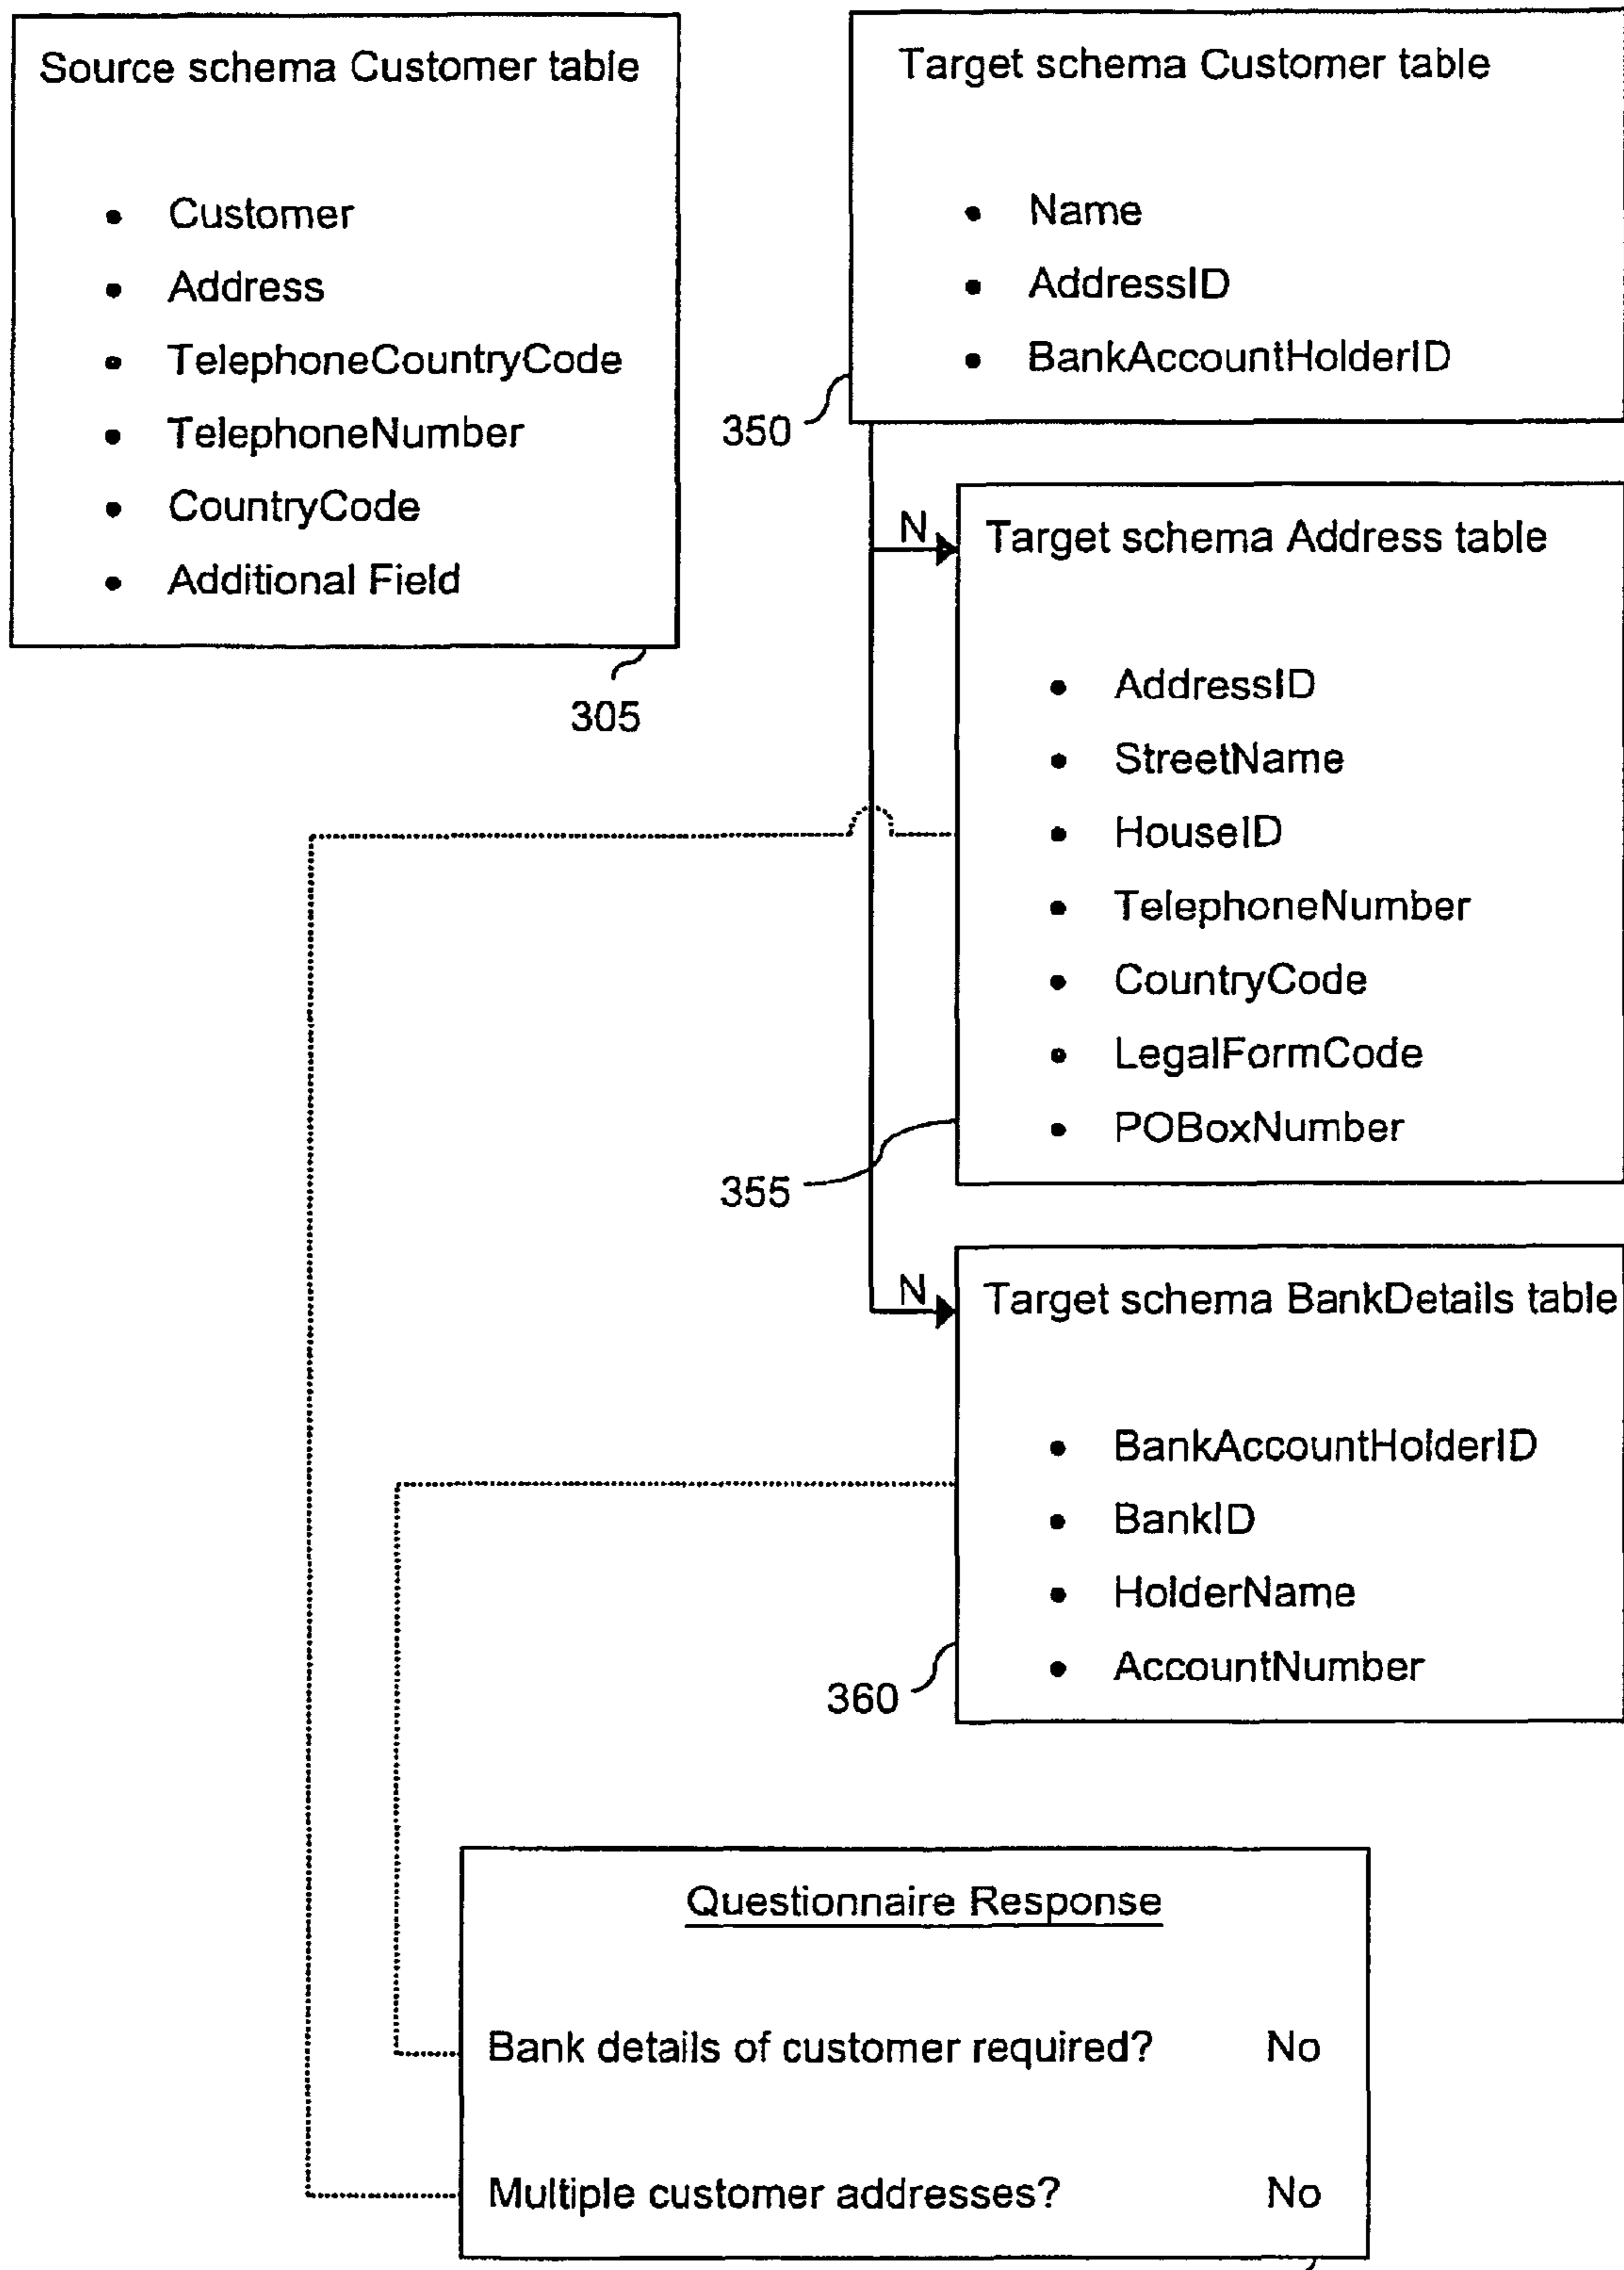 Source schema Customer table
• Customer
• Address
• TelephoneCountryCode
• TelephoneNumber
• CountryCode
• Additional Field
305
Target schema Customer table
• Name
• AddressID
• BankAccountHolderID
350
N
Target schema Address table
• AddressID
• StreetName
• HouseID
• TelephoneNumber
• CountryCode
• LegalFormCode
• POBoxNumber
355
N
Target schema BankDetails table
• BankAccountHolderID
• BankID
• HolderName
• AccountNumber
360
Questionnaire Response
Bank details of customer required? No
Multiple customer addresses? No